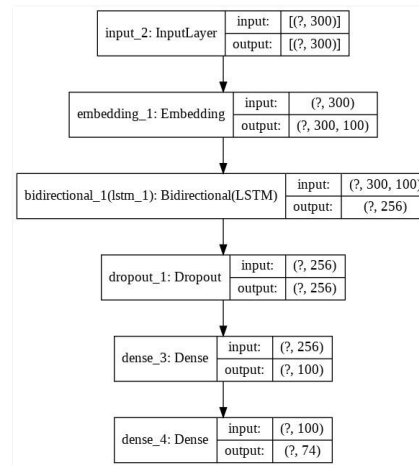 input_2: InputLayer
input: [(?, 300)]
output: [(?, 300)]
embedding_1: Embedding
input: (?, 300)
output: (?, 300, 100)
bidirectional_1(lstm_1): Bidirectional(LSTM)
input: (?, 300, 100)
output: (?, 256)
dropout_1: Dropout
input: (?, 256)
output: (?, 256)
dense_3: Dense
input: (?, 256)
output: (?, 100)
dense_4: Dense
input: (?, 100)
output: (?, 74)